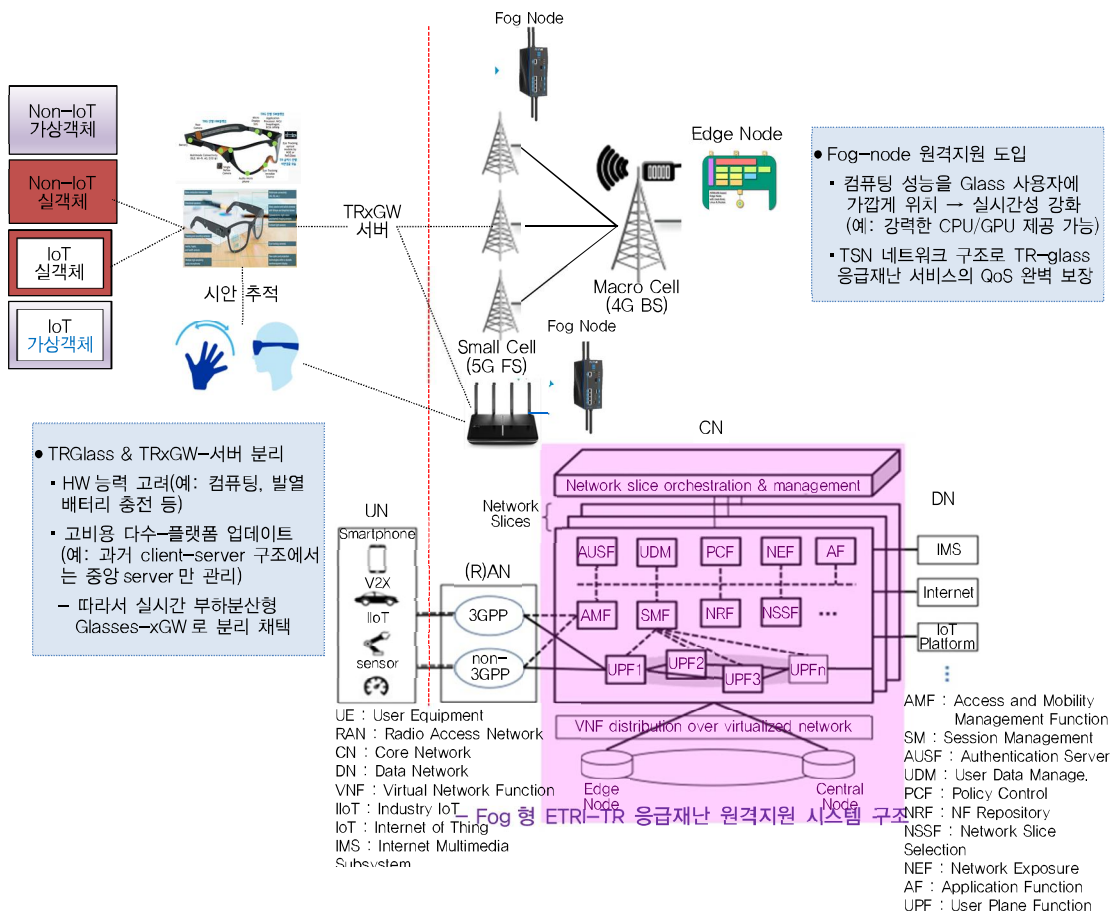 Fog Node
Non-IoT
가상객체
Non-IoT
실객체
IoT
실객체
IoT
가상객체
시안 추적
TRxGW
서버
Edge Node
Macro Cell
(4G BS)
Fog Node
Small Cell
(5G FS)
● Fog-node 원격지원 도입
▪ 컴퓨팅 성능을 Glass 사용자에
가깝게 위치 → 실시간성 강화
(예: 강력한 CPU/GPU 제공 가능)
▪ TSN 네트워크 구조로 TR-glass
응급재난 서비스의 QoS 완벽 보장
● TRGlass & TRxGW-서버 분리
▪ HW 능력 고려(예: 컴퓨팅, 발열
배터리 충전 등)
▪ 고비용 다수-플랫폼 업데이트
(예: 과거 client-server 구조에서
는 중앙 server 만 관리)
- 따라서 실시간 부하분산형
Glasses-xGW 로 분리 채택
UN
Smartphone
V2X
IIoT
sensor
(R)AN
3GPP
non-
3GPP
CN
Network slice orchestration & management
Network
Slices
AUSF UDM PCF NEF AF
AMF SMF NRF NSSF ...
UPF1 UPF2 UPF3 UPFn
VNF distribution over virtualized network
Edge
Node
Central
Node
DN
IMS
Internet
IoT
Platform
UE : User Equipment
RAN : Radio Access Network
CN : Core Network
DN : Data Network
VNF : Virtual Network Function
IIoT : Industry IoT
IoT : Internet of Thing
IMS : Internet Multimedia
Subsystem
- Fog 형 ETRI-TR 응급재난 원격지원 시스템 구조
AMF : Access and Mobility
Management Function
SM : Session Management
AUSF : Authentication Server
UDM : User Data Manage.
PCF : Policy Control
NRF : NF Repository
NSSF : Network Slice
Selection
NEF : Network Exposure
AF : Application Function
UPF : User Plane Function